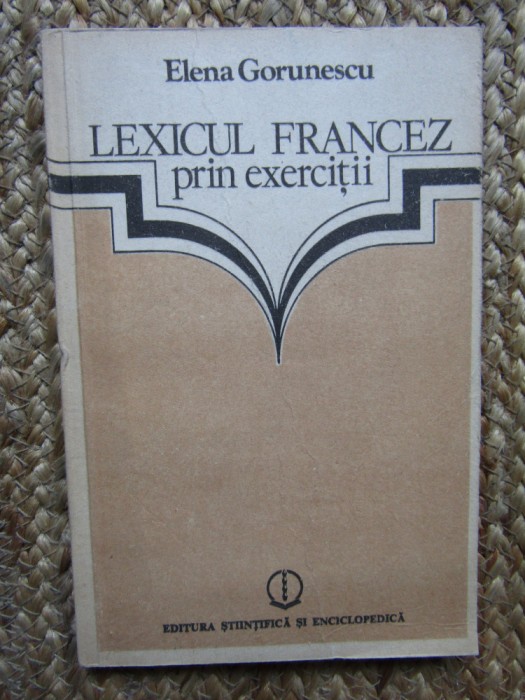 Elena Gorunescu
LEXICUL FRANCEZ
prin exerciții
EDITURA ȘTIINȚIFICĂ ȘI ENCICLOPEDICĂ